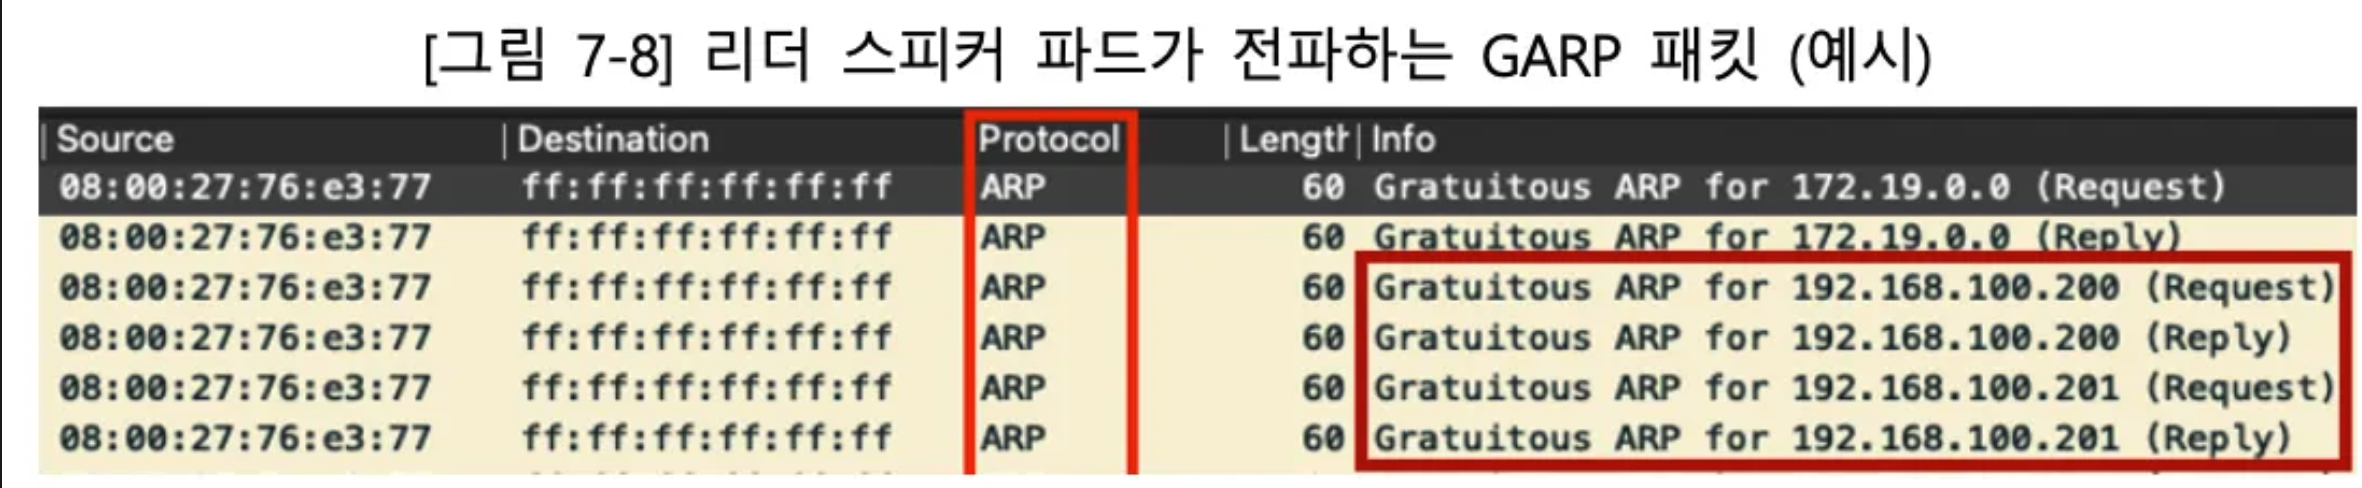 [그림 7-8] 리더 스피커 파드가 전파하는 GARP 패킷 (예시)
Source Destination Protocol Length Info
08:00:27:76:e3:77 ff:ff:ff:ff:ff:ff ARP 60 Gratuitous ARP for 172.19.0.0 (Request)
08:00:27:76:e3:77 ff:ff:ff:ff:ff:ff ARP 60 Gratuitous ARP for 172.19.0.0 (Reply)
08:00:27:76:e3:77 ff:ff:ff:ff:ff:ff ARP 60 Gratuitous ARP for 192.168.100.200 (Request)
08:00:27:76:e3:77 ff:ff:ff:ff:ff:ff ARP 60 Gratuitous ARP for 192.168.100.200 (Reply)
08:00:27:76:e3:77 ff:ff:ff:ff:ff:ff ARP 60 Gratuitous ARP for 192.168.100.201 (Request)
08:00:27:76:e3:77 ff:ff:ff:ff:ff:ff ARP 60 Gratuitous ARP for 192.168.100.201 (Reply)